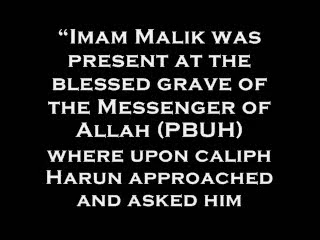 “Imam Malik was
present at the
blessed grave of
the Messenger of
Allah (PBUH)
where upon caliph
Harun approached
and asked him